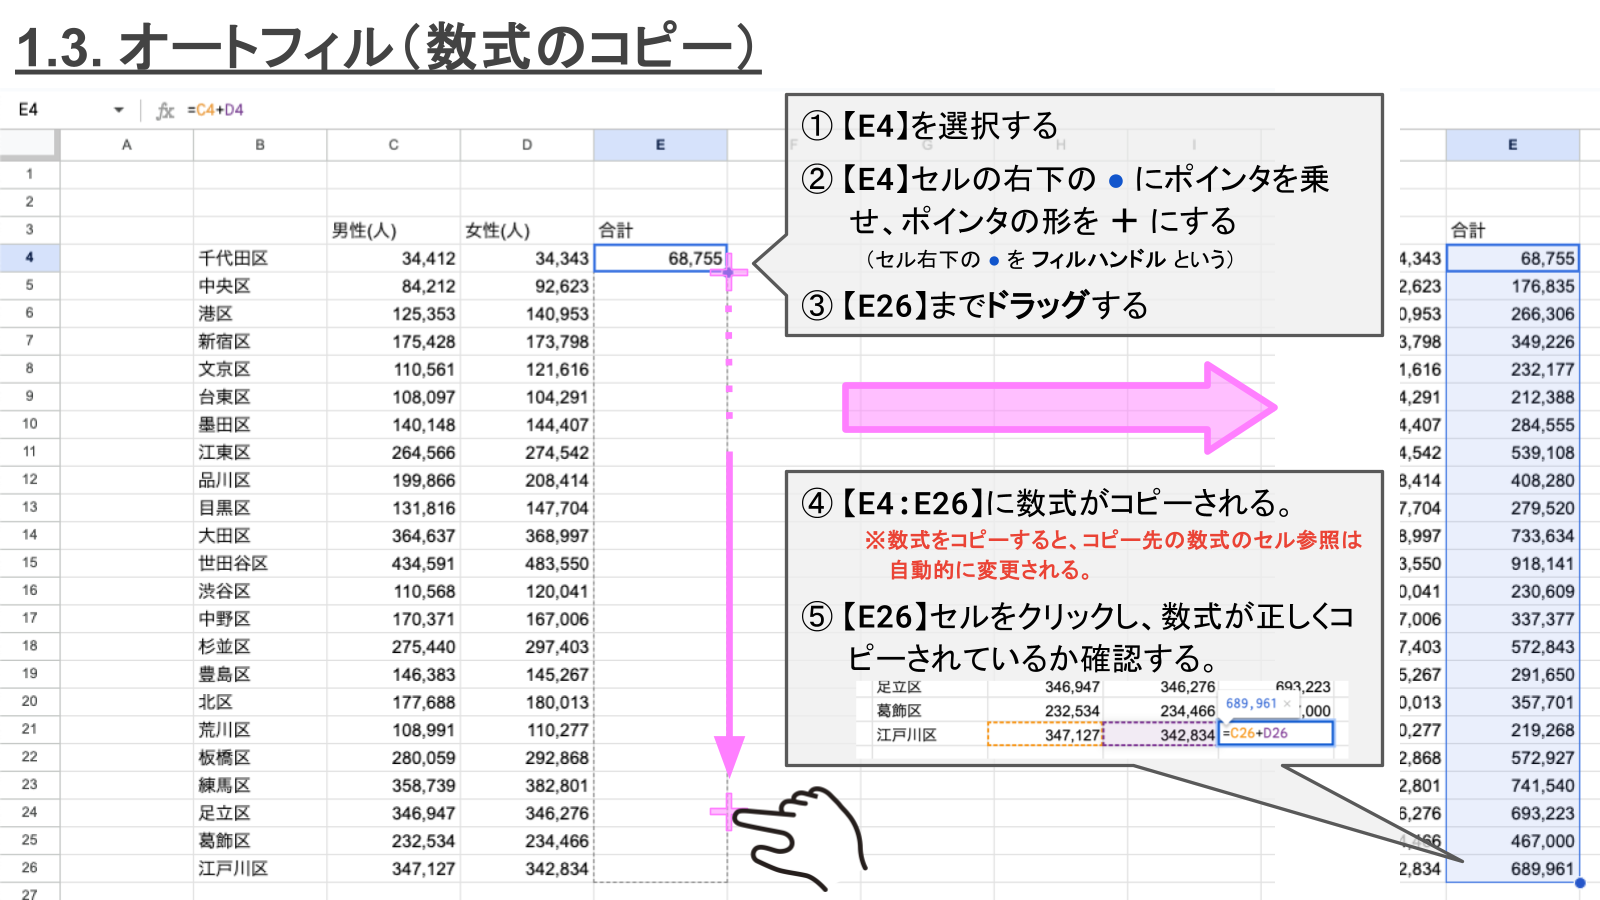 1.3. オートフィル（数式のコピー）
E4 fx =C4+D4
A B C D E F G H I
1
2
3 男性(人) 女性(人) 合計
4 千代田区 34,412 34,343 68,755
5 中央区 84,212 92,623
6 港区 125,353 140,953
7 新宿区 175,428 173,798
8 文京区 110,561 121,616
9 台東区 108,097 104,291
10 墨田区 140,148 144,407
11 江東区 264,566 274,542
12 品川区 199,866 208,414
13 目黒区 131,816 147,704
14 大田区 364,637 368,997
15 世田谷区 434,591 483,550
16 渋谷区 110,568 120,041
17 中野区 170,371 167,006
18 杉並区 275,440 297,403
19 豊島区 146,383 145,267
20 北区 177,688 180,013
21 荒川区 108,991 110,277
22 板橋区 280,059 292,868
23 練馬区 358,739 382,801
24 足立区 346,947 346,276
25 葛飾区 232,534 234,466
26 江戸川区 347,127 342,834
27
① 【E4】を選択する
② 【E4】セルの右下の ● にポインタを乗
せ、ポインタの形を ＋ にする
（セル右下の ● を フィルハンドル という）
③ 【E26】までドラッグする
④ 【E4：E26】に数式がコピーされる。
※数式をコピーすると、コピー先の数式のセル参照は
自動的に変更される。
⑤ 【E26】セルをクリックし、数式が正しくコ
ピーされているか確認する。
足立区 346,947 346,276 693,223
葛飾区 232,534 234,466 ,000
689,961 ×
江戸川区 347,127 342,834 =C26+D26
E
合計
4,343 68,755
2,623 176,835
0,953 266,306
3,798 349,226
1,616 232,177
4,291 212,388
4,407 284,555
4,542 539,108
8,414 408,280
7,704 279,520
8,997 733,634
3,550 918,141
0,041 230,609
7,006 337,377
7,403 572,843
5,267 291,650
0,013 357,701
0,277 219,268
2,868 572,927
2,801 741,540
6,276 693,223
4,466 467,000
2,834 689,961